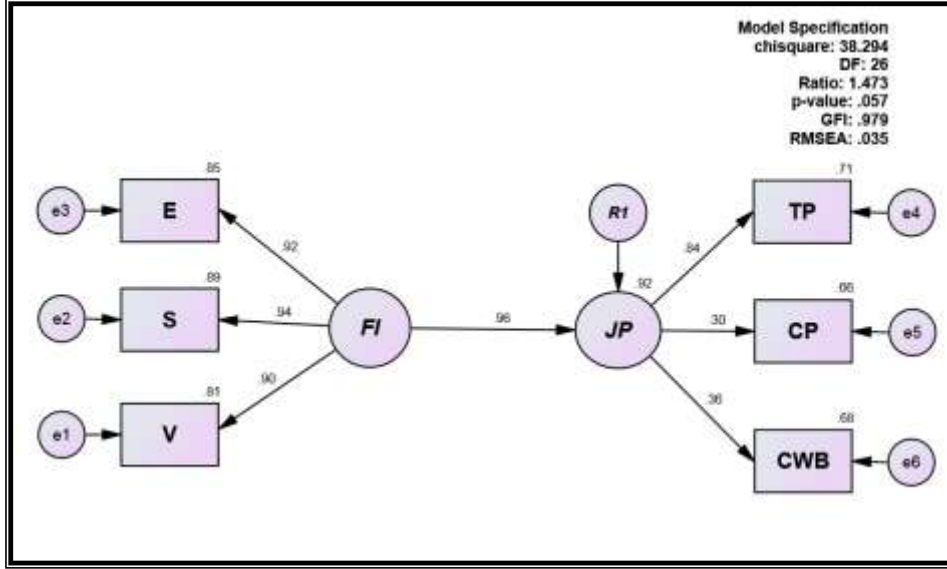 Model Specification
chisquare: 38.294
DF: 26
Ratio: 1.473
p-value: .057
GFI: .979
RMSEA: .035
.85
.71
e3
E
R1
TP
e4
.92
.84
.89
.92
.66
e2
S
.94
FI
.96
JP
.30
CP
e5
.90
.36
.81
.68
e1
V
CWB
e6